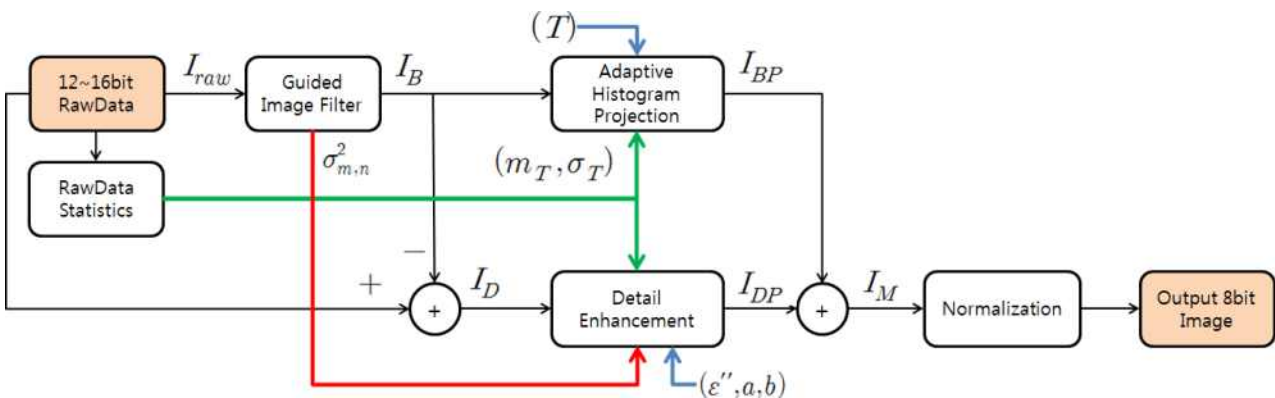 (T)
12~16bit
RawData
I_raw
Guided
Image Filter
I_B
Adaptive
Histogram
Projection
I_BP
σ²_m,n
(m_T, σ_T)
RawData
Statistics
−
+
+
I_D
Detail
Enhancement
I_DP
+
I_M
Normalization
Output 8bit
Image
(ε'', a, b)